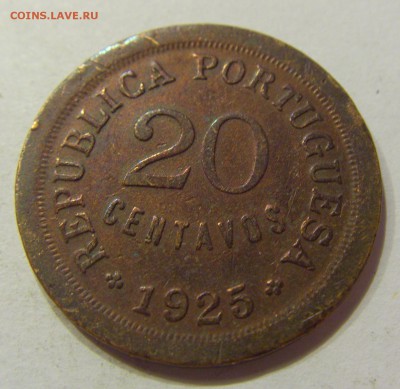 COINS.LAVE.RU
REPUBLICA PORTUGUESA
20
CENTAVOS
1925